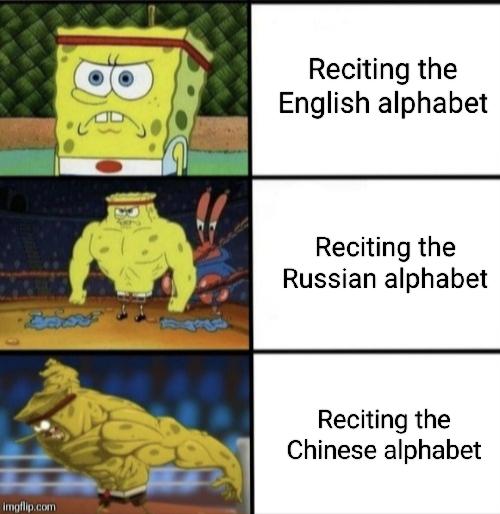 Reciting the
English alphabet
Reciting the
Russian alphabet
Reciting the
Chinese alphabet
imgflip.com